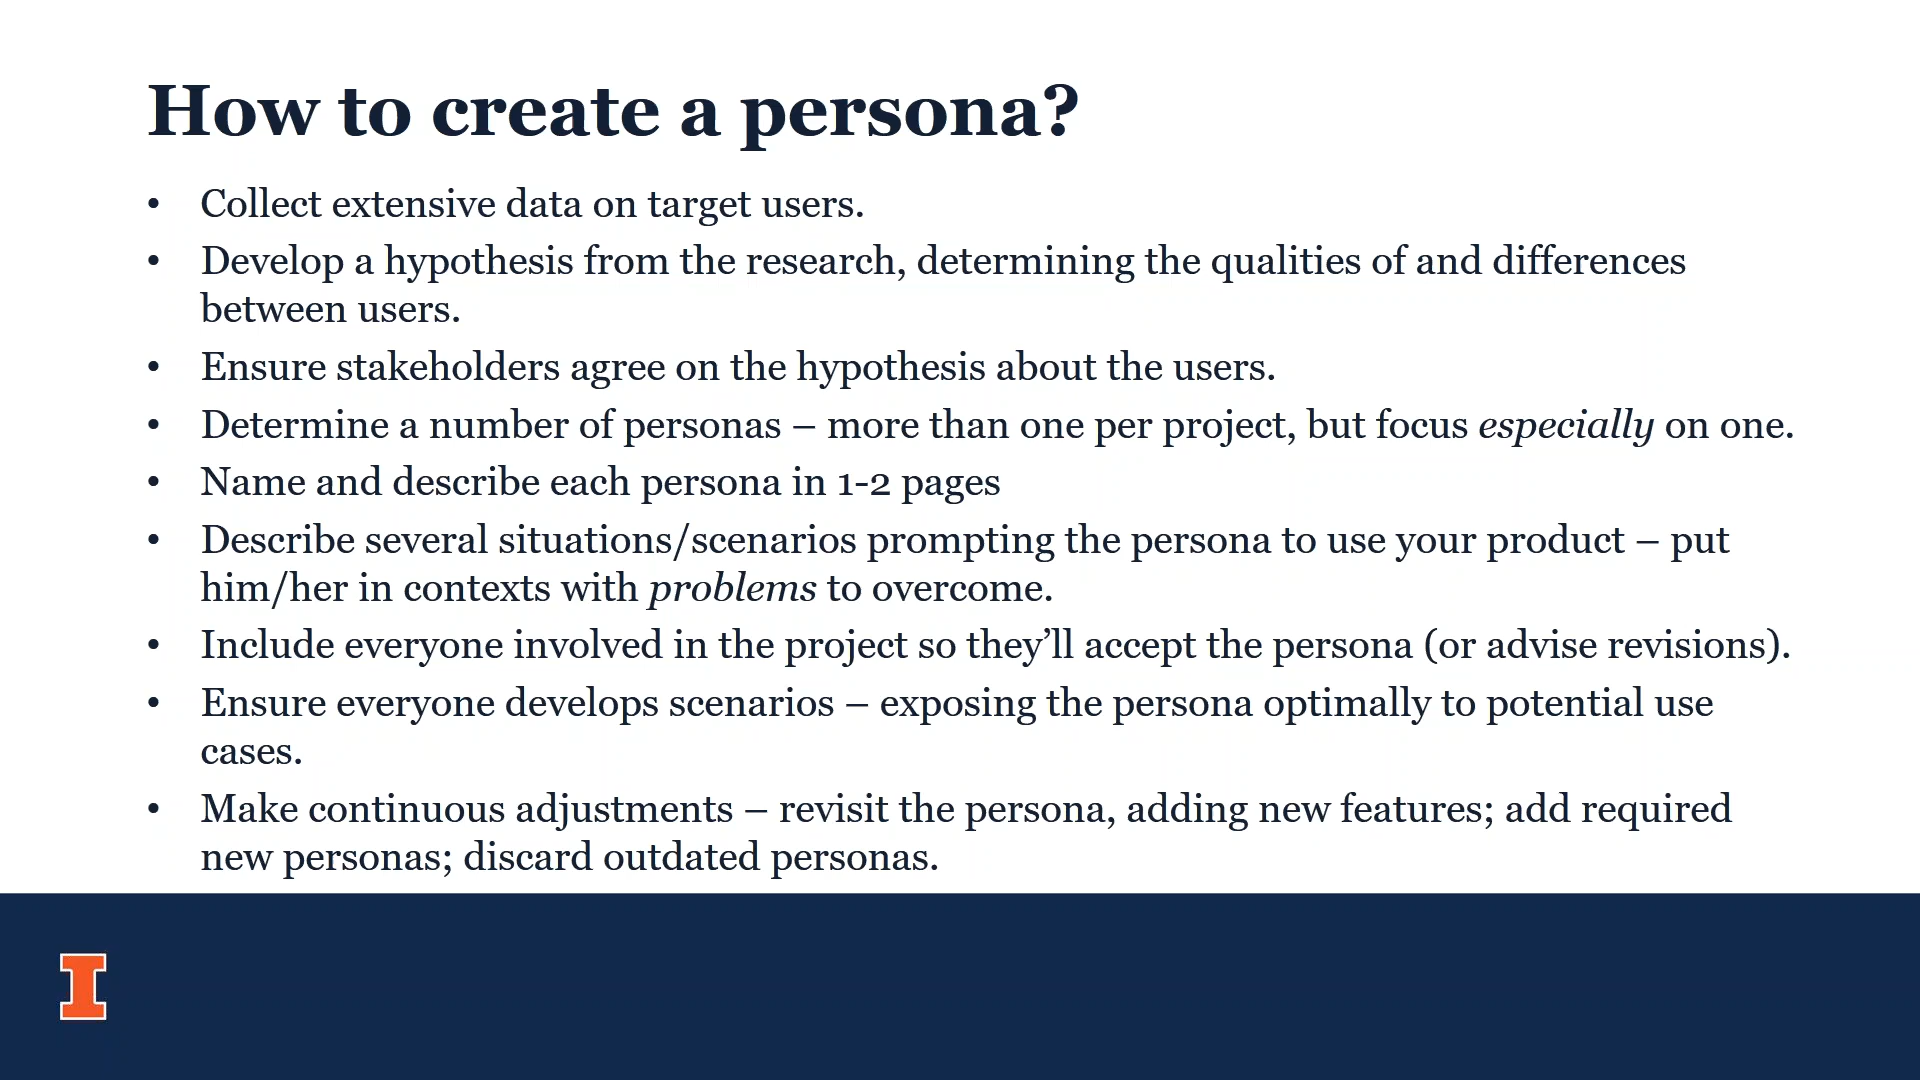 How to create a persona?
• Collect extensive data on target users.
• Develop a hypothesis from the research, determining the qualities of and differences
between users.
• Ensure stakeholders agree on the hypothesis about the users.
• Determine a number of personas – more than one per project, but focus especially on one.
• Name and describe each persona in 1-2 pages
• Describe several situations/scenarios prompting the persona to use your product – put
him/her in contexts with problems to overcome.
• Include everyone involved in the project so they’ll accept the persona (or advise revisions).
• Ensure everyone develops scenarios – exposing the persona optimally to potential use
cases.
• Make continuous adjustments – revisit the persona, adding new features; add required
new personas; discard outdated personas.
I